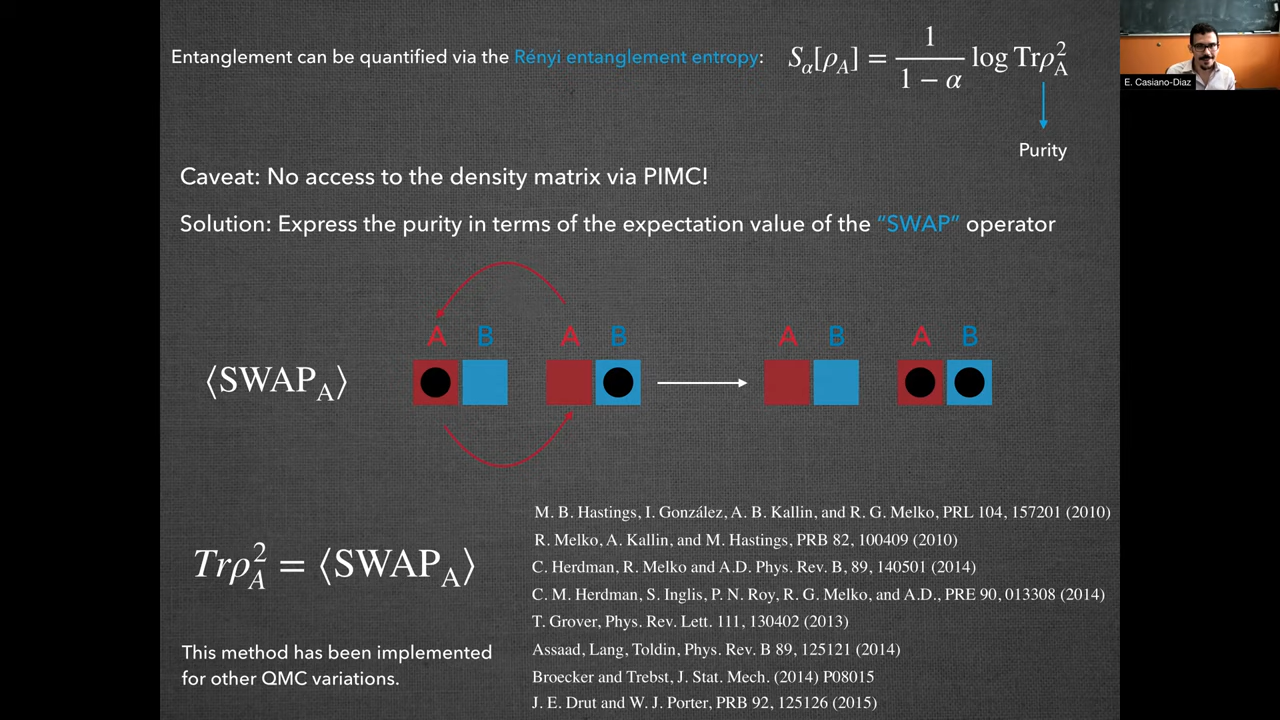 Entanglement can be quantified via the Rényi entanglement entropy: S_α[ρ_A] = 1/(1 − α) log Trρ_A^2
Purity
E. Casiano-Diaz
Caveat: No access to the density matrix via PIMC!
Solution: Express the purity in terms of the expectation value of the “SWAP” operator
A B A B A B A B
⟨SWAP_A⟩
Trρ_A^2 = ⟨SWAP_A⟩
This method has been implemented
for other QMC variations.
M. B. Hastings, I. González, A. B. Kallin, and R. G. Melko, PRL 104, 157201 (2010)
R. Melko, A. Kallin, and M. Hastings, PRB 82, 100409 (2010)
C. Herdman, R. Melko and A.D. Phys. Rev. B, 89, 140501 (2014)
C. M. Herdman, S. Inglis, P. N. Roy, R. G. Melko, and A.D., PRE 90, 013308 (2014)
T. Grover, Phys. Rev. Lett. 111, 130402 (2013)
Assaad, Lang, Toldin, Phys. Rev. B 89, 125121 (2014)
Broecker and Trebst, J. Stat. Mech. (2014) P08015
J. E. Drut and W. J. Porter, PRB 92, 125126 (2015)